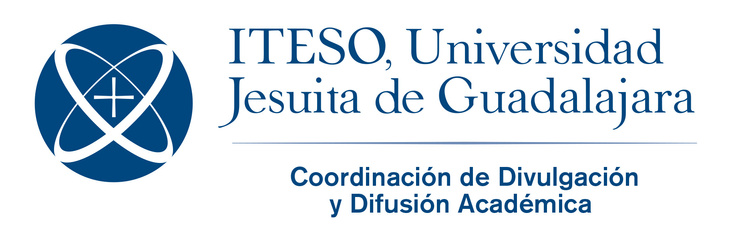 ITESO, Universidad
Jesuita de Guadalajara
Coordinación de Divulgación
y Difusión Académica